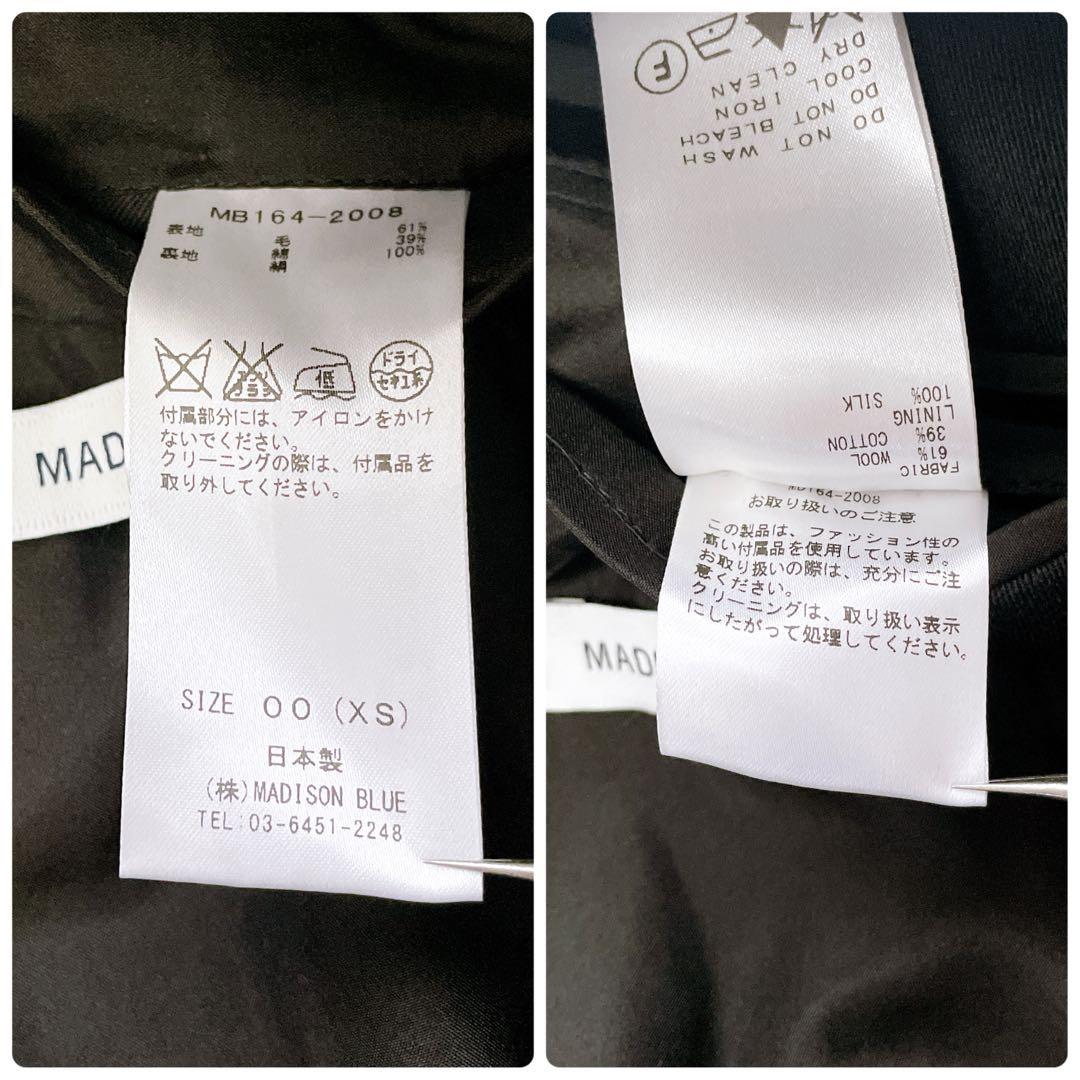 MB164-2008
表地 毛 61%
綿 39%
裏地 絹 100%
エンソ
サラシ
低
ドライ
セキユ系
付属部分には、アイロンをかけ
ないでください。
クリーニングの際は、付属品を
取り外してください。
MAD
SIZE 00 (XS)
日本製
(株)MADISON BLUE
TEL:03-6451-2248
FABRIC
61% WOOL
39% COTTON
LINING
100% SILK
DO NOT WASH
DO NOT BLEACH
COOL IRON
DRY CLEAN
F
MB164-2008
お取り扱いのご注意
この製品は、ファッション性の
高い付属品を使用しています。
お取り扱いの際は、充分にご注
意ください。
クリーニングは、取り扱い表示
にしたがって処理してください。
MAD